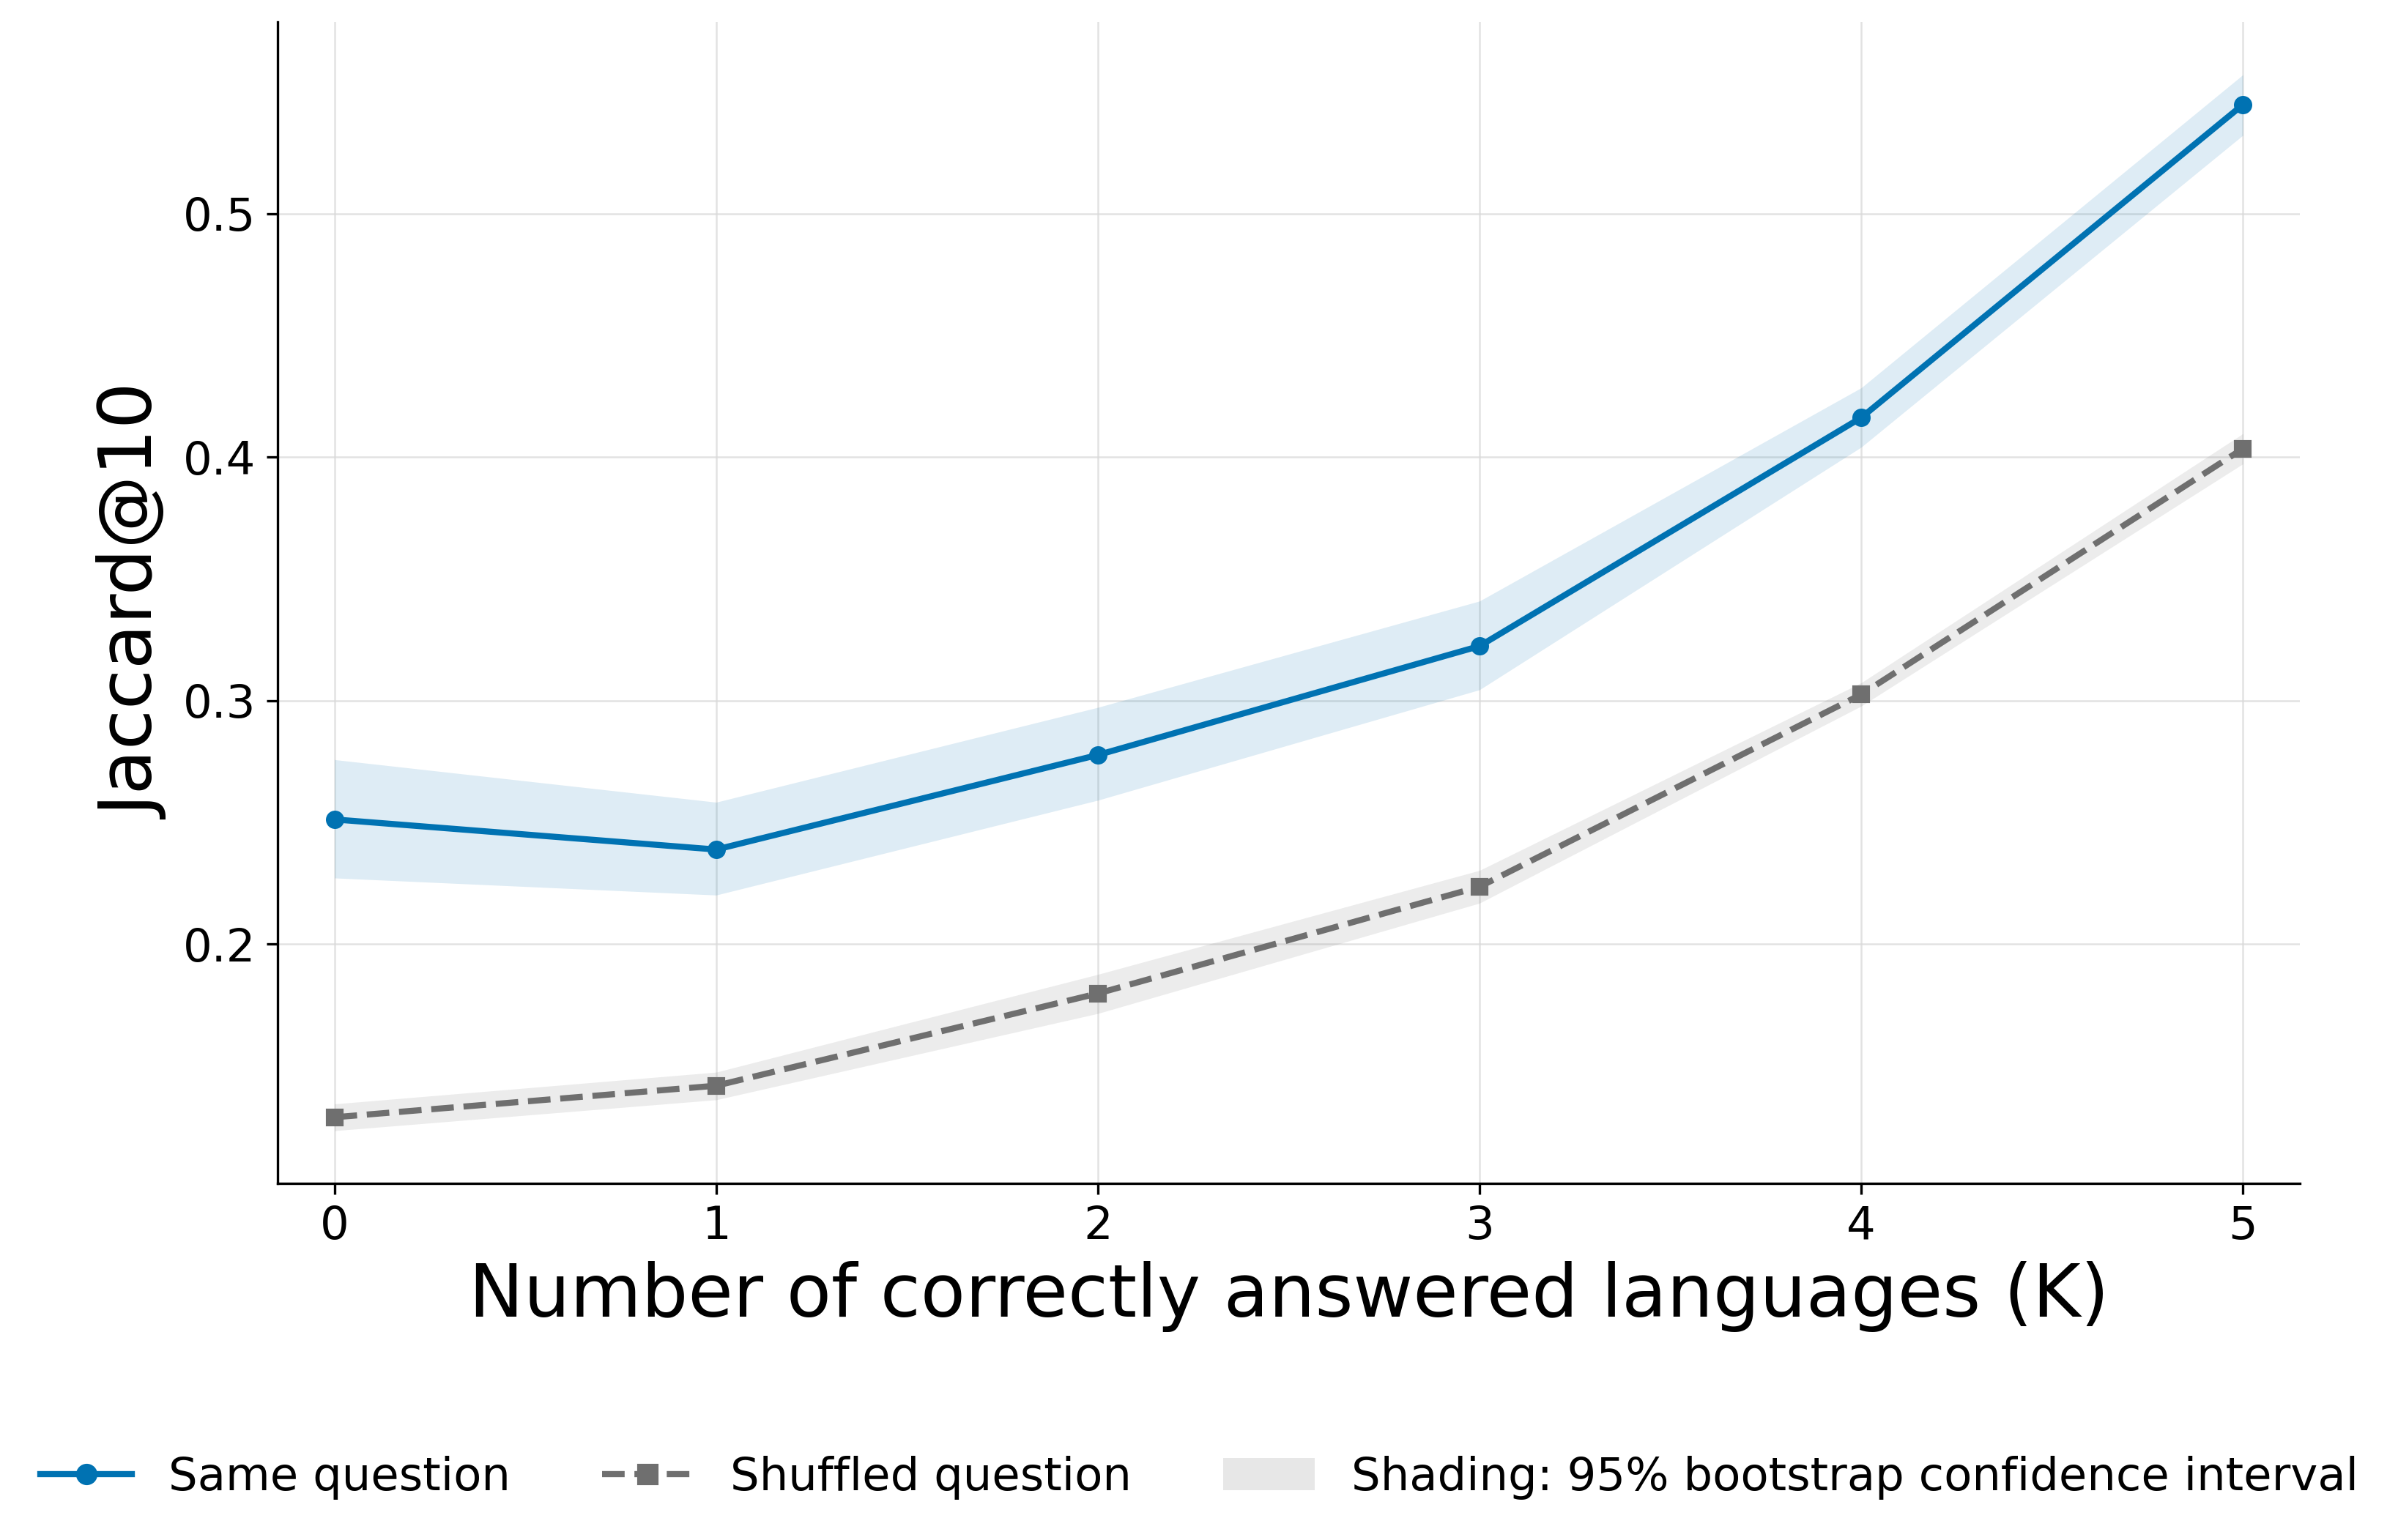 0.5
0.4
0.3
0.2
Jaccard@10
0 1 2 3 4 5
Number of correctly answered languages (K)
Same question Shuffled question Shading: 95% bootstrap confidence interval